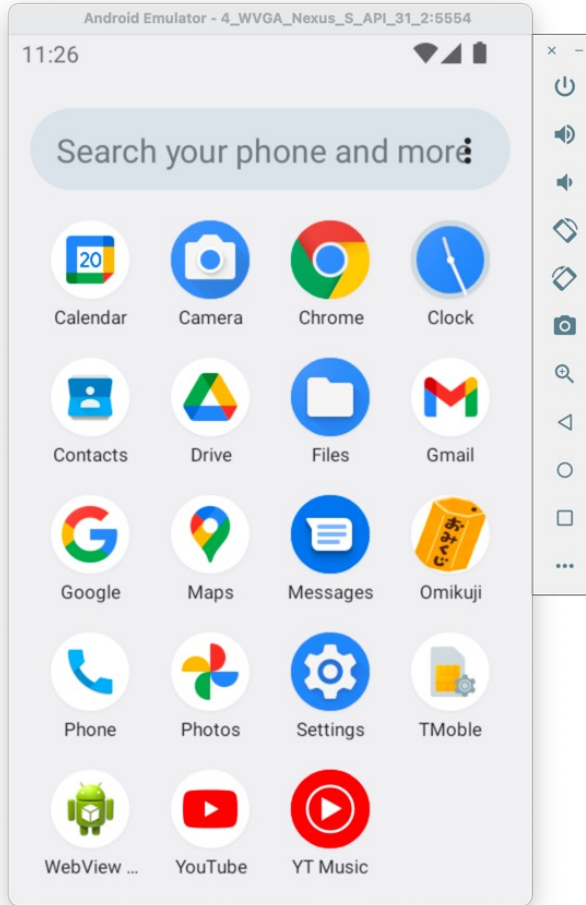 Android Emulator - 4_WVGA_Nexus_S_API_31_2:5554
11:26
Search your phone and more
20
Calendar Camera Chrome Clock
Contacts Drive Files Gmail
おみくじ
Google Maps Messages Omikuji
Phone Photos Settings TMoble
WebView ... YouTube YT Music